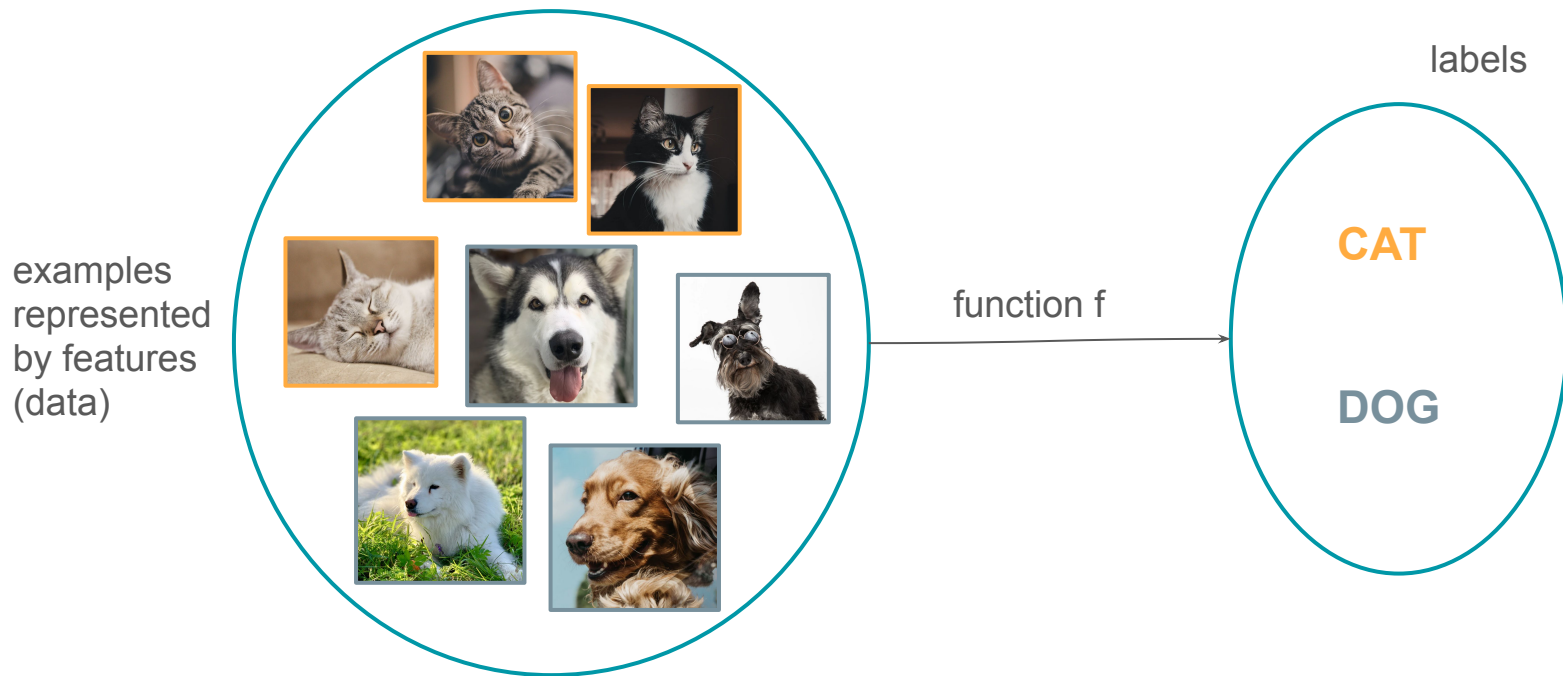 labels
CAT
examples
represented
by features
(data)
function f
DOG